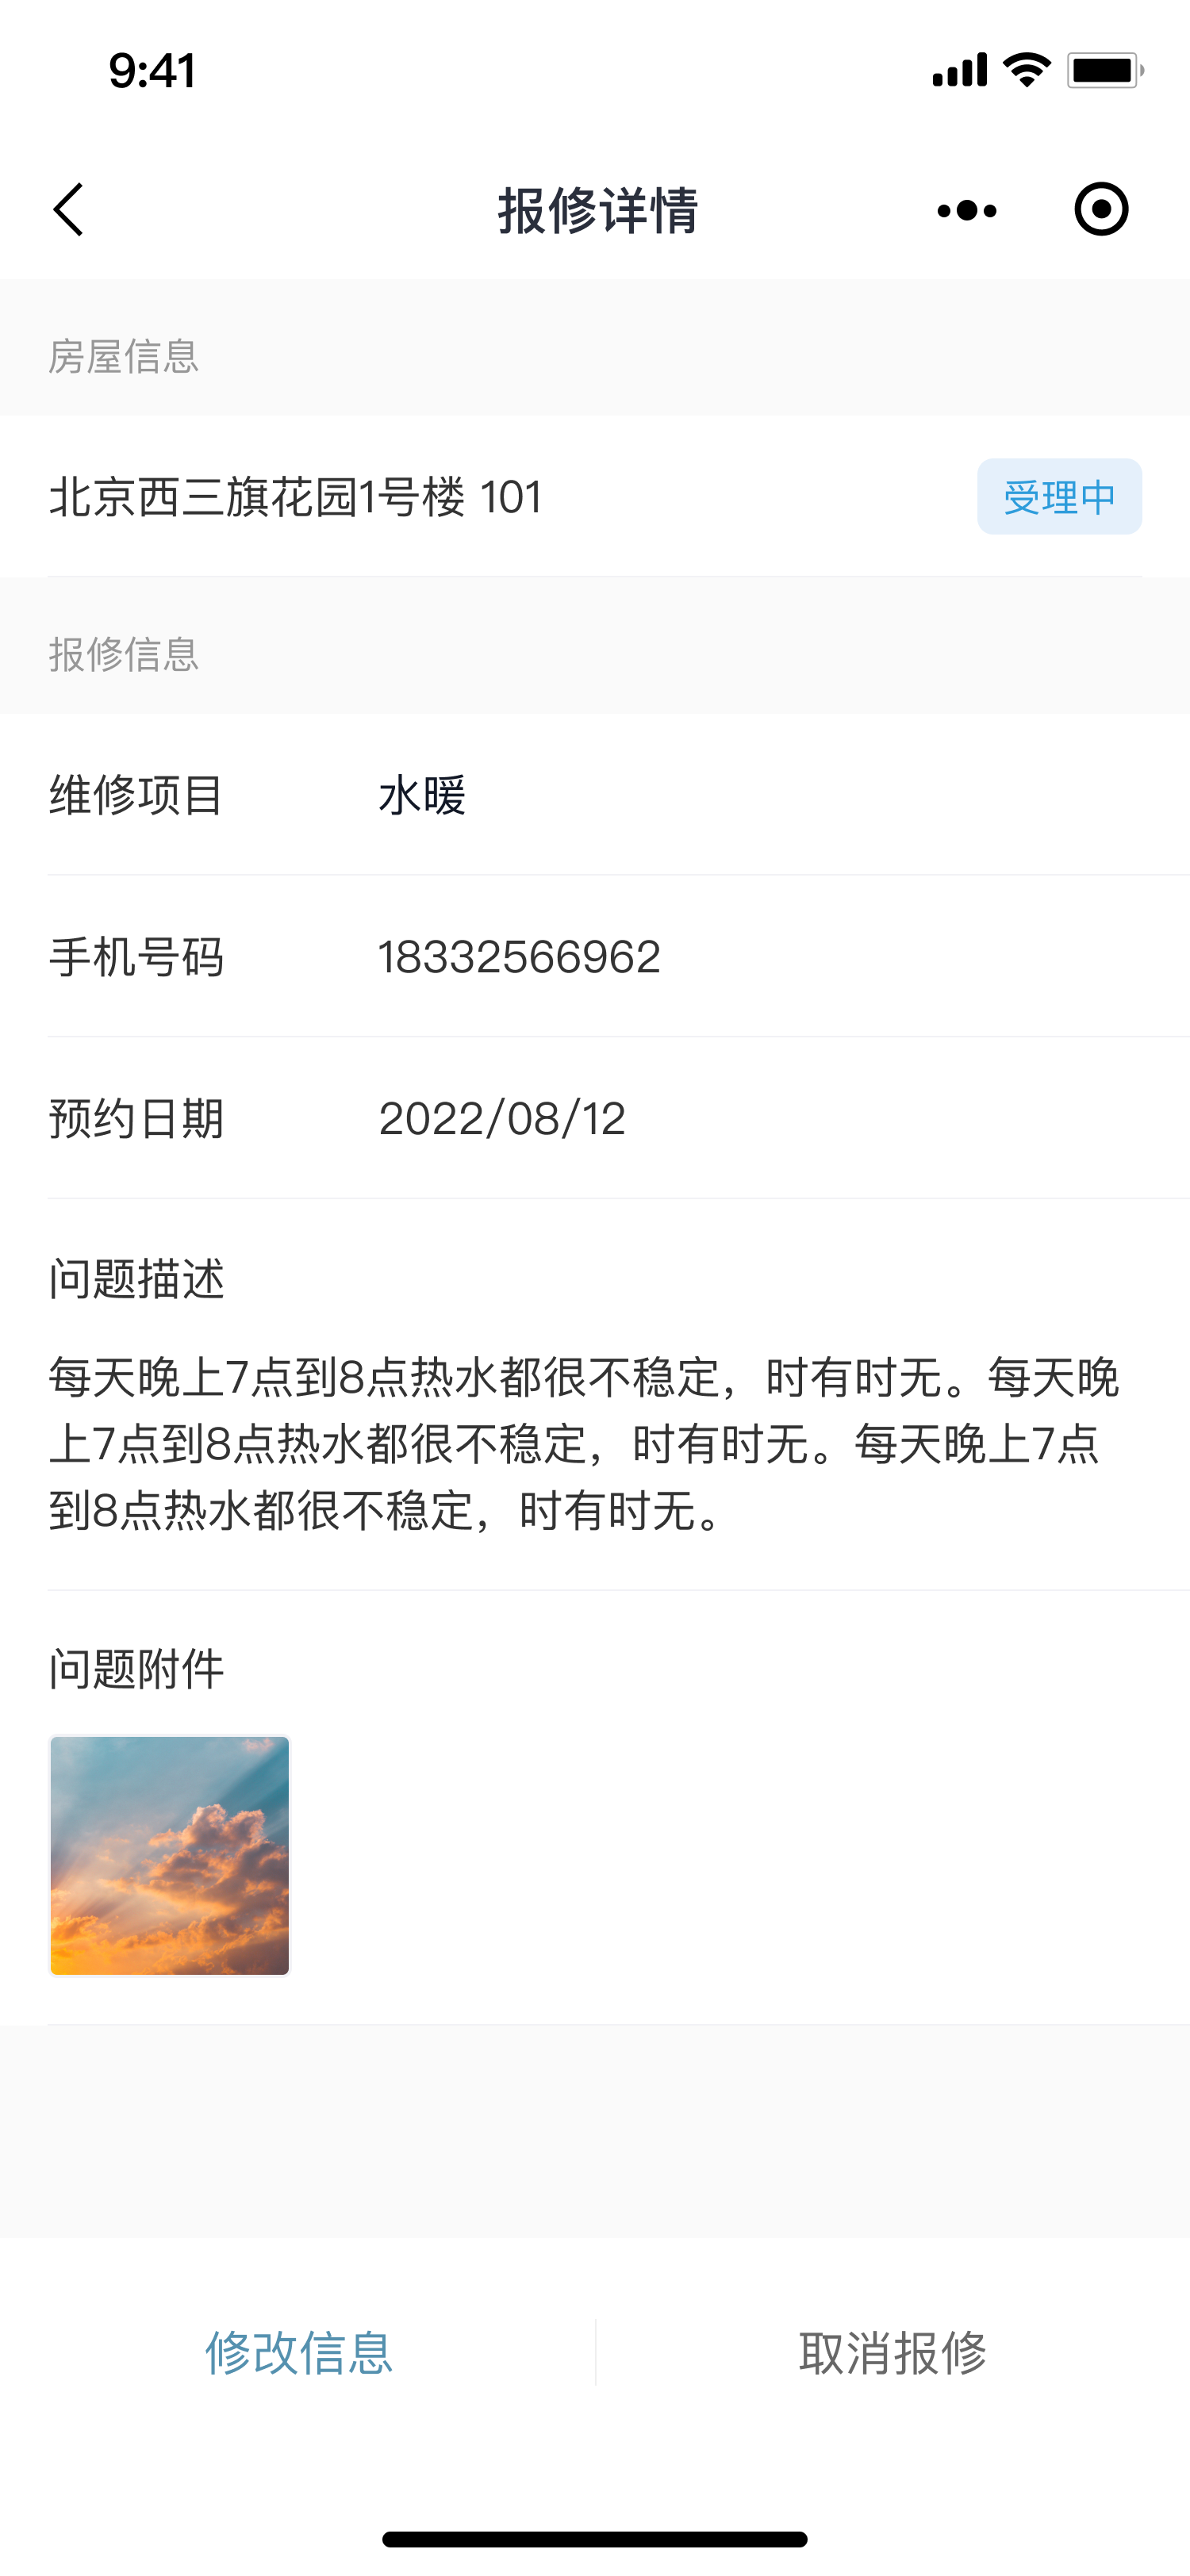 9:41
报修详情
房屋信息
北京西三旗花园1号楼 101
受理中
报修信息
维修项目 水暖
手机号码 18332566962
预约日期 2022/08/12
问题描述
每天晚上7点到8点热水都很不稳定，时有时无。每天晚
上7点到8点热水都很不稳定，时有时无。每天晚上7点
到8点热水都很不稳定，时有时无。
问题附件
修改信息 取消报修